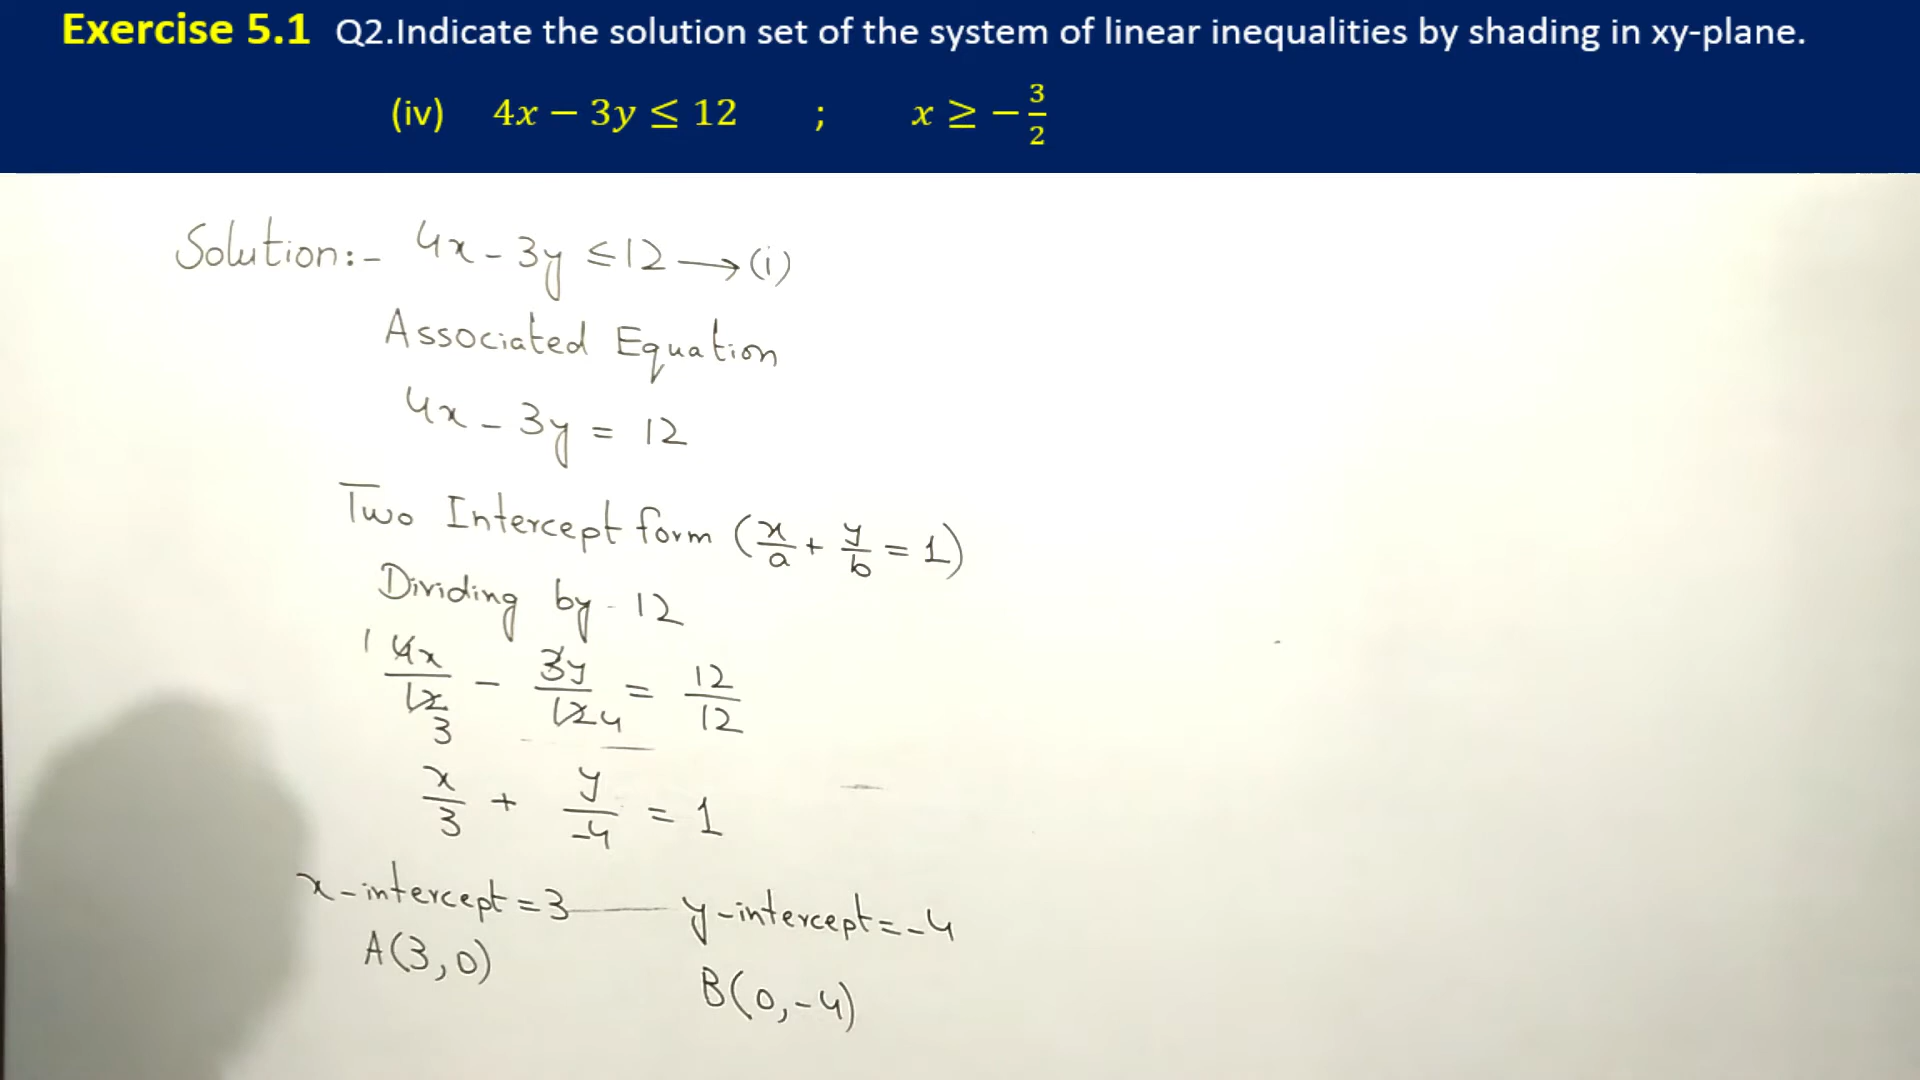 Exercise 5.1 Q2.Indicate the solution set of the system of linear inequalities by shading in xy-plane.
(iv) 4x − 3y ≤ 12 ; x ≥ −3/2
Solution:- 4x - 3y ≤ 12 → (i)
Associated Equation
4x - 3y = 12
Two Intercept form (x/a + y/b = 1)
Dividing by 12
1 4x/12 3 - 3y/12 4 = 12/12
x/3 + y/-4 = 1
x-intercept = 3 — y-intercept = -4
A(3, 0)
B(0, -4)